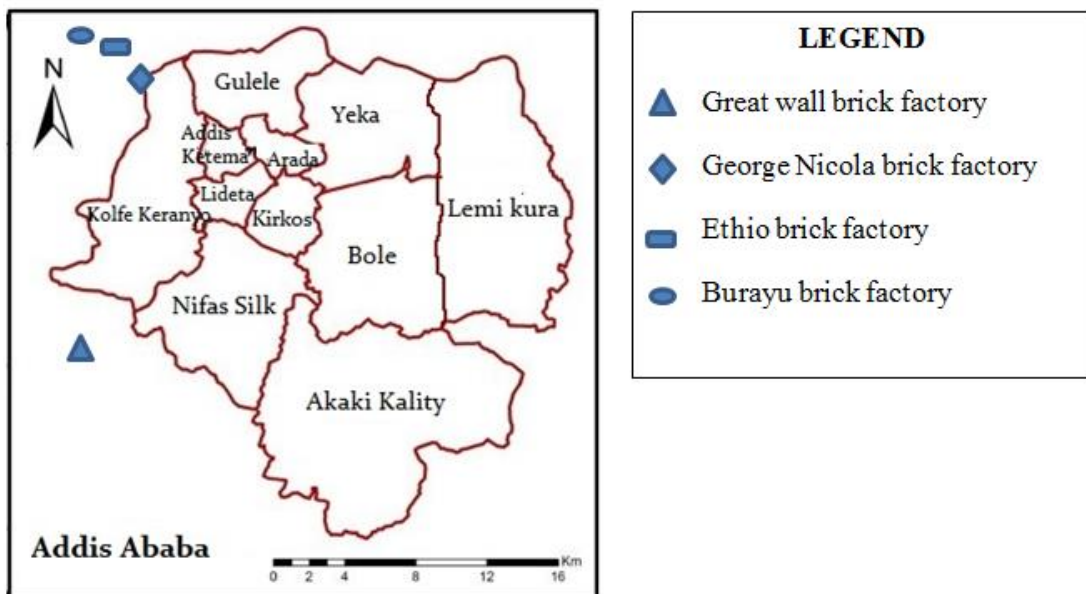 N
Gulele
Yeka
Addis
Ketema
Arada
Lideta
Kolfe Keranyo
Kirkos
Lemi kura
Bole
Nifas Silk
Akaki Kality
Addis Ababa
Km
0 2 4 8 12 16
LEGEND
Great wall brick factory
George Nicola brick factory
Ethio brick factory
Burayu brick factory